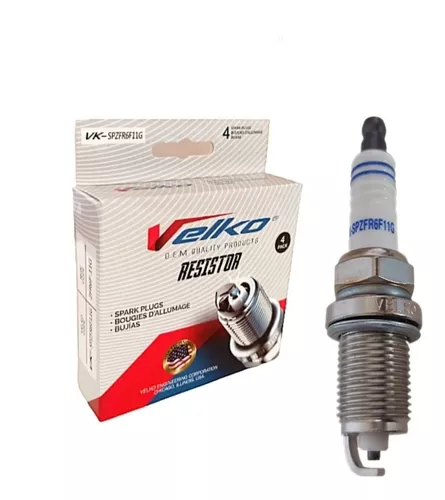 VK-SPZFR6F11G
4
SPARK PLUGS
BOUGIES D'ALLUMAGE
BUJIAS
Velko
O.E.M QUALITY PRODUCTS
RESISTOR
4
PACK
• SPARK PLUGS
• BOUGIES D'ALLUMAGE
• BUJIAS
VELKO ENGINEERING CORPORATION
CHICAGO, ILLINOIS, USA
-SPZFR6F11G
VELKO